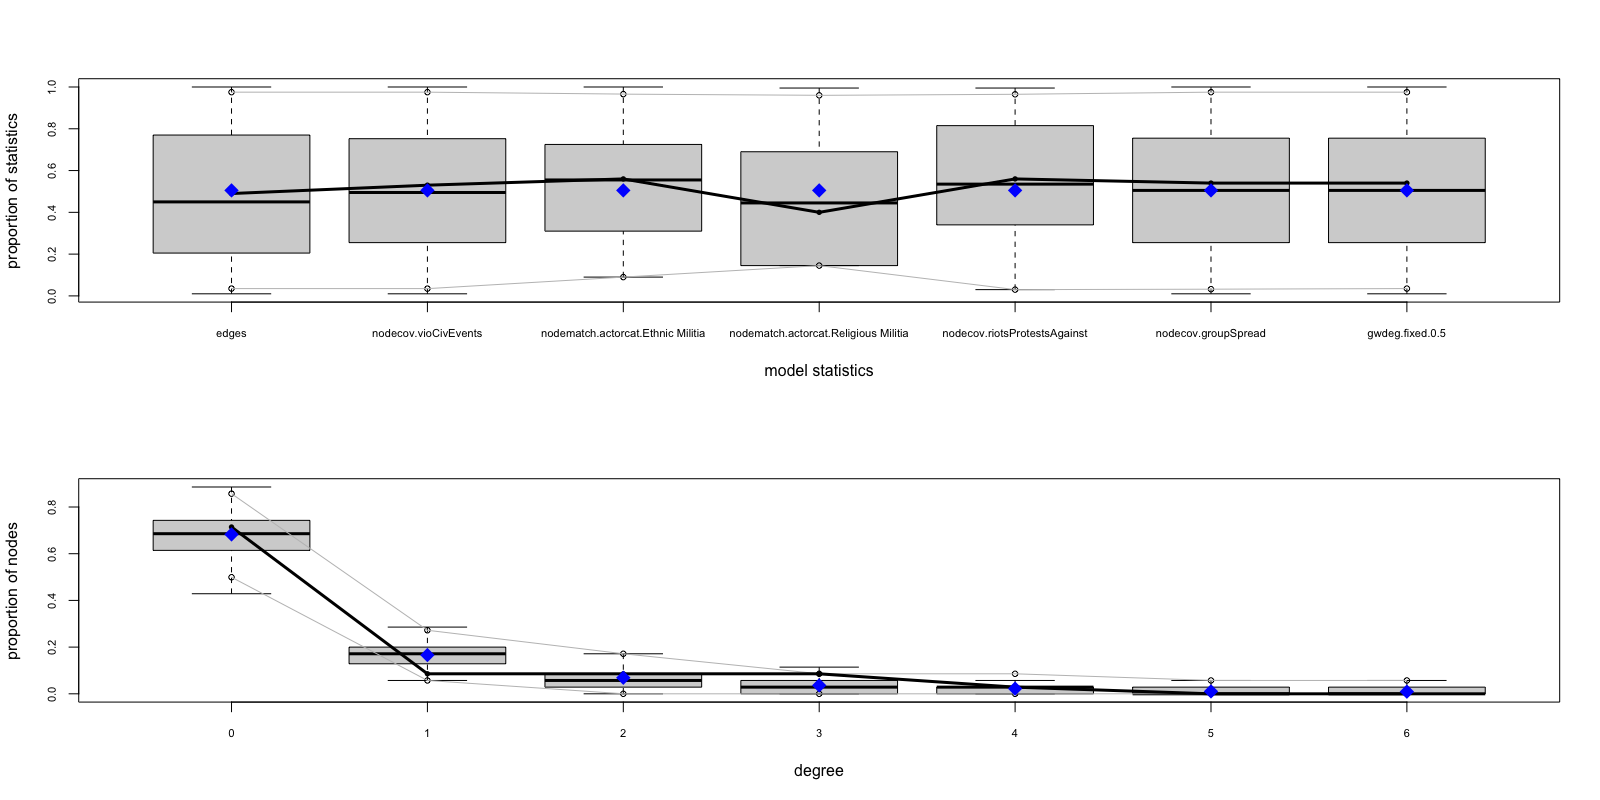 proportion of statistics
1.0
0.8
0.6
0.4
0.2
0.0
edges nodecov.vioCivEvents nodematch.actorcat.Ethnic Militia nodematch.actorcat.Religious Militia nodecov.riotsProtestsAgainst nodecov.groupSpread gwdeg.fixed.0.5
model statistics
proportion of nodes
0.8
0.6
0.4
0.2
0.0
0 1 2 3 4 5 6
degree